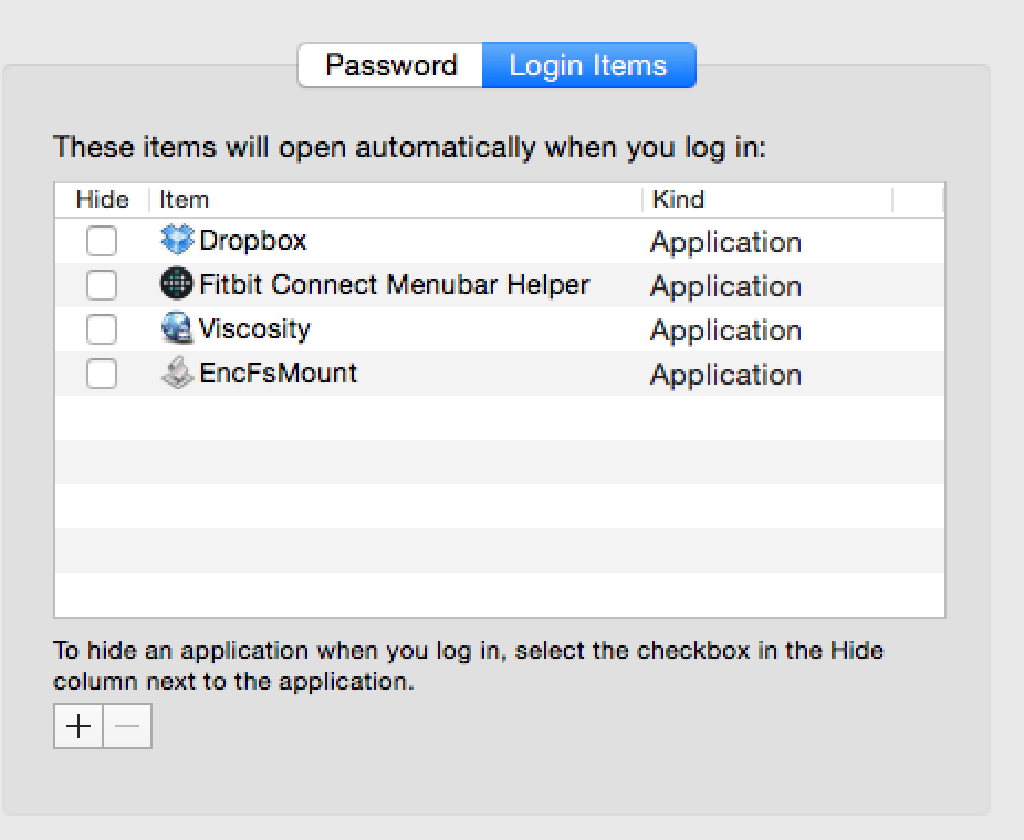 Password Login Items
These items will open automatically when you log in:
Hide Item Kind
Dropbox Application
Fitbit Connect Menubar Helper Application
Viscosity Application
EncFsMount Application
To hide an application when you log in, select the checkbox in the Hide
column next to the application.